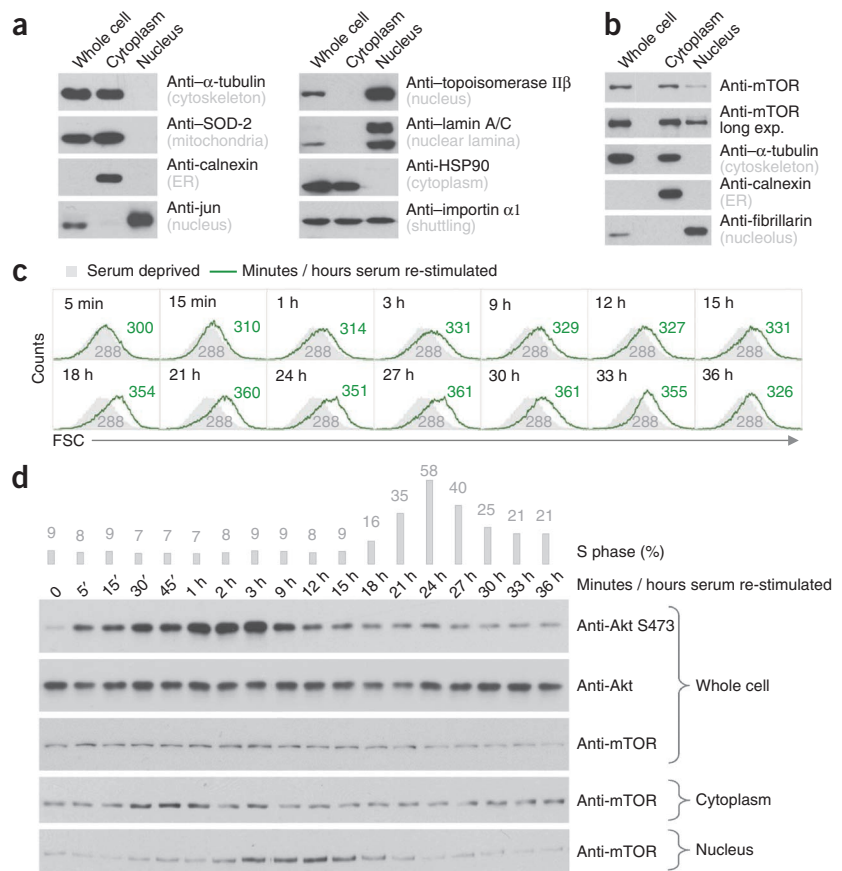 a
Whole cell
Cytoplasm
Nucleus
Anti–α-tubulin
(cytoskeleton)
Anti–SOD-2
(mitochondria)
Anti-calnexin
(ER)
Anti-jun
(nucleus)
Whole cell
Cytoplasm
Nucleus
Anti–topoisomerase IIβ
(nucleus)
Anti–lamin A/C
(nuclear lamina)
Anti-HSP90
(cytoplasm)
Anti–importin α1
(shuttling)
b
Whole cell
Cytoplasm
Nucleus
Anti-mTOR
Anti-mTOR
long exp.
Anti–α-tubulin
(cytoskeleton)
Anti-calnexin
(ER)
Anti-fibrillarin
(nucleolus)
c
Serum deprived
Minutes / hours serum re-stimulated
Counts
5 min 300 288
15 min 310 288
1 h 314 288
3 h 331 288
9 h 329 288
12 h 327 288
15 h 331 288
18 h 354 288
21 h 360 288
24 h 351 288
27 h 361 288
30 h 361 288
33 h 355 288
36 h 326 288
FSC
d
9 8 9 7 7 7 8 9 9 8 9 16 35 58 40 25 21 21
S phase (%)
0 5′ 15′ 30′ 45′ 1 h 2 h 3 h 9 h 12 h 15 h 18 h 21 h 24 h 27 h 30 h 33 h 36 h
Minutes / hours serum re-stimulated
Anti-Akt S473
Anti-Akt
Anti-mTOR
Whole cell
Anti-mTOR
Cytoplasm
Anti-mTOR
Nucleus